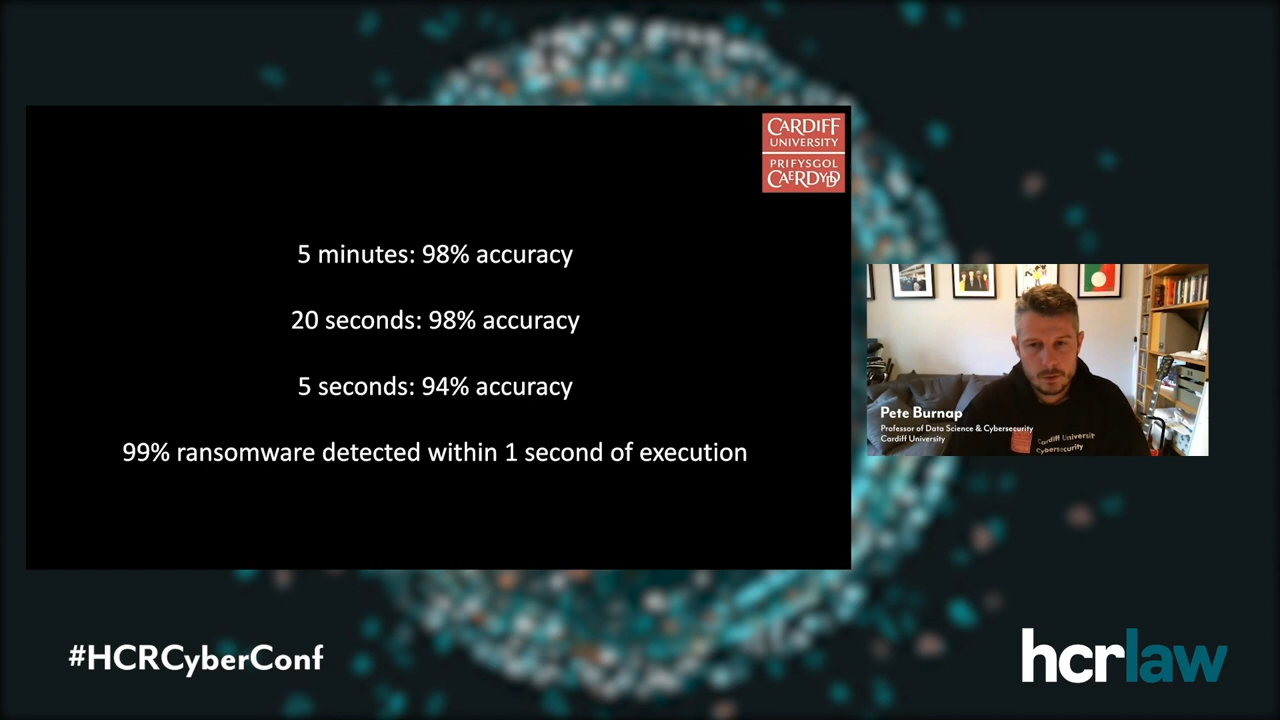 CARDIFF
UNIVERSITY
PRIFYSGOL
CAERDYDD
5 minutes: 98% accuracy
20 seconds: 98% accuracy
5 seconds: 94% accuracy
99% ransomware detected within 1 second of execution
Pete Burnap
Professor of Data Science & Cybersecurity
Cardiff University
Cardiff Universit
Cybersecurity
#HCRCyberConf
hcrlaw